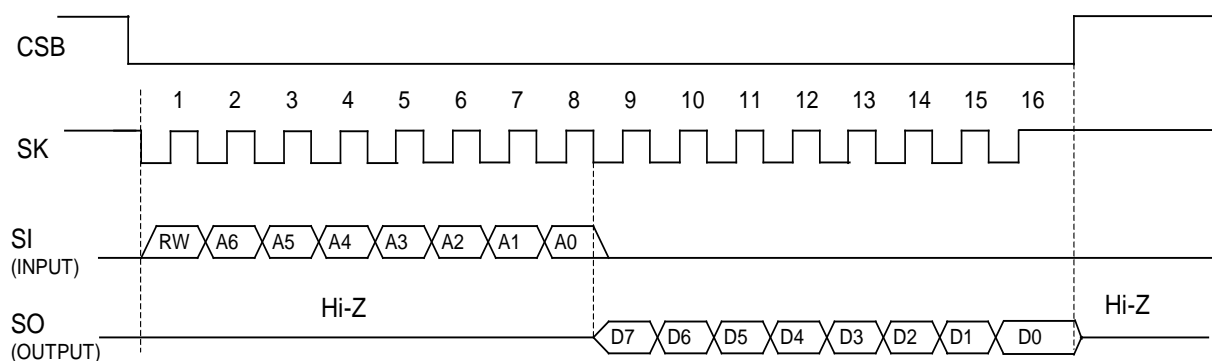 CSB
1 2 3 4 5 6 7 8 9 10 11 12 13 14 15 16
SK
SI
(INPUT)
RW A6 A5 A4 A3 A2 A1 A0
Hi-Z
Hi-Z
SO
(OUTPUT)
D7 D6 D5 D4 D3 D2 D1 D0